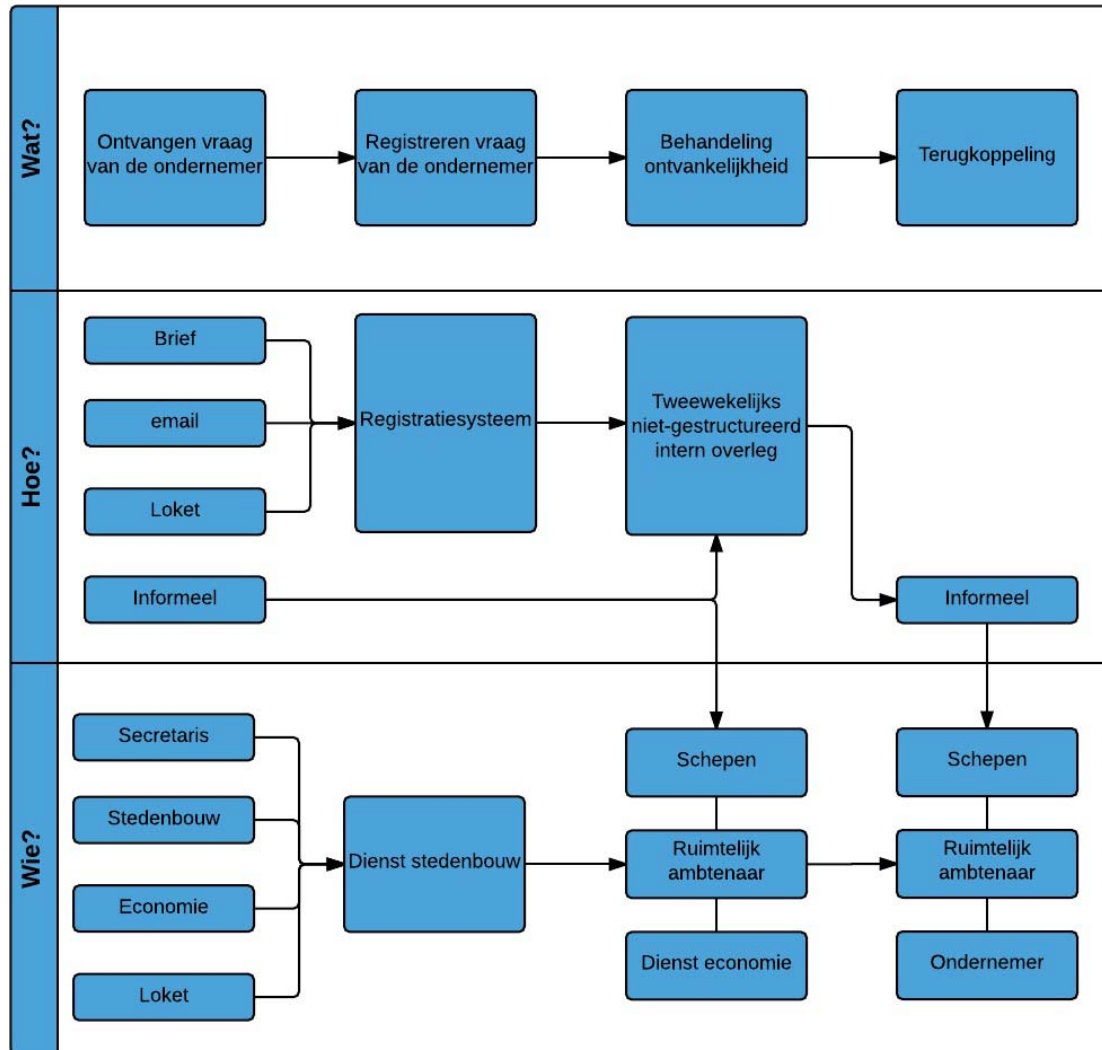 Wat?
Ontvangen vraag
van de ondernemer
Registreren vraag
van de ondernemer
Behandeling
ontvankelijkheid
Terugkoppeling
Hoe?
Brief
email
Loket
Informeel
Registratiesysteem
Tweewekelijks
niet-gestructureerd
intern overleg
Informeel
Wie?
Secretaris
Stedenbouw
Economie
Loket
Dienst stedenbouw
Schepen
Ruimtelijk
ambtenaar
Dienst economie
Schepen
Ruimtelijk
ambtenaar
Ondernemer